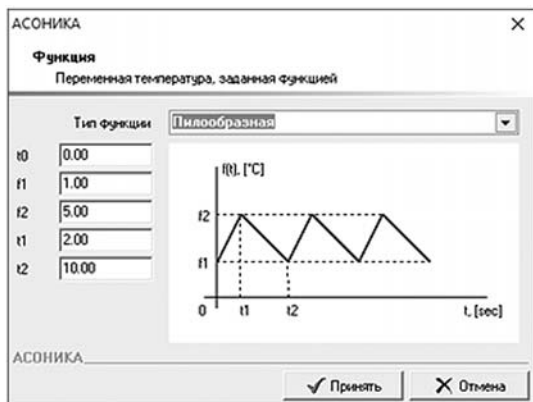 АСОНИКА
Функция
Переменная температура, заданная функцией
Тип функции Пилообразная
t0 0.00
f1 1.00
f2 5.00
t1 2.00
t2 10.00
f(t), [°C]
f2
f1
0 t1 t2 t, [sec]
АСОНИКА
Принять Отмена